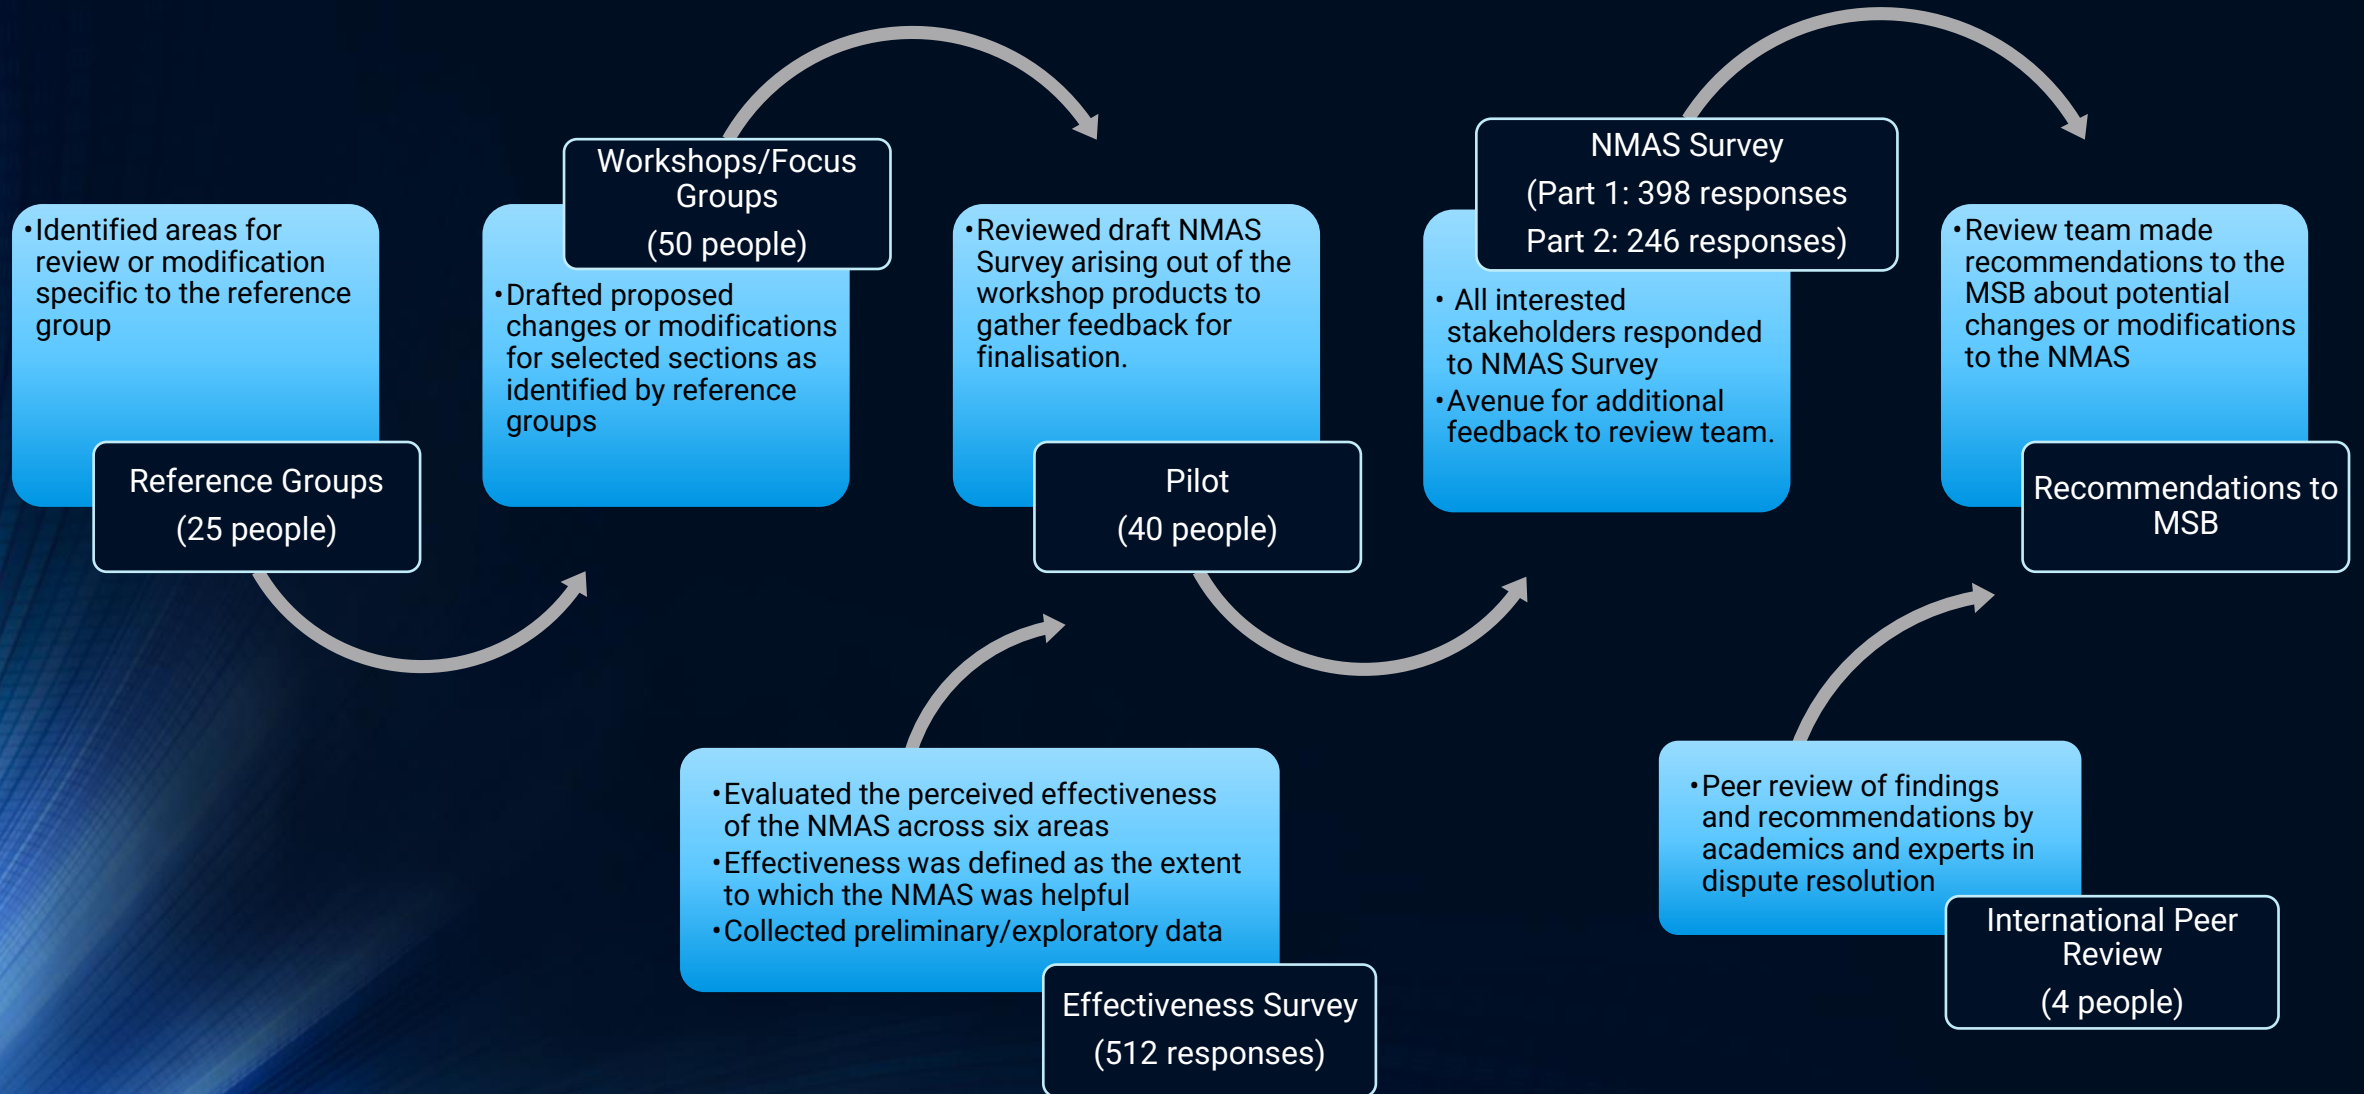 •Identified areas for
review or modification
specific to the reference
group
Reference Groups
(25 people)
Workshops/Focus
Groups
(50 people)
•Drafted proposed
changes or modifications
for selected sections as
identified by reference
groups
•Reviewed draft NMAS
Survey arising out of the
workshop products to
gather feedback for
finalisation.
Pilot
(40 people)
NMAS Survey
(Part 1: 398 responses
Part 2: 246 responses)
• All interested
stakeholders responded
to NMAS Survey
•Avenue for additional
feedback to review team.
•Review team made
recommendations to the
MSB about potential
changes or modifications
to the NMAS
Recommendations to
MSB
•Evaluated the perceived effectiveness
of the NMAS across six areas
•Effectiveness was defined as the extent
to which the NMAS was helpful
•Collected preliminary/exploratory data
Effectiveness Survey
(512 responses)
•Peer review of findings
and recommendations by
academics and experts in
dispute resolution
International Peer
Review
(4 people)